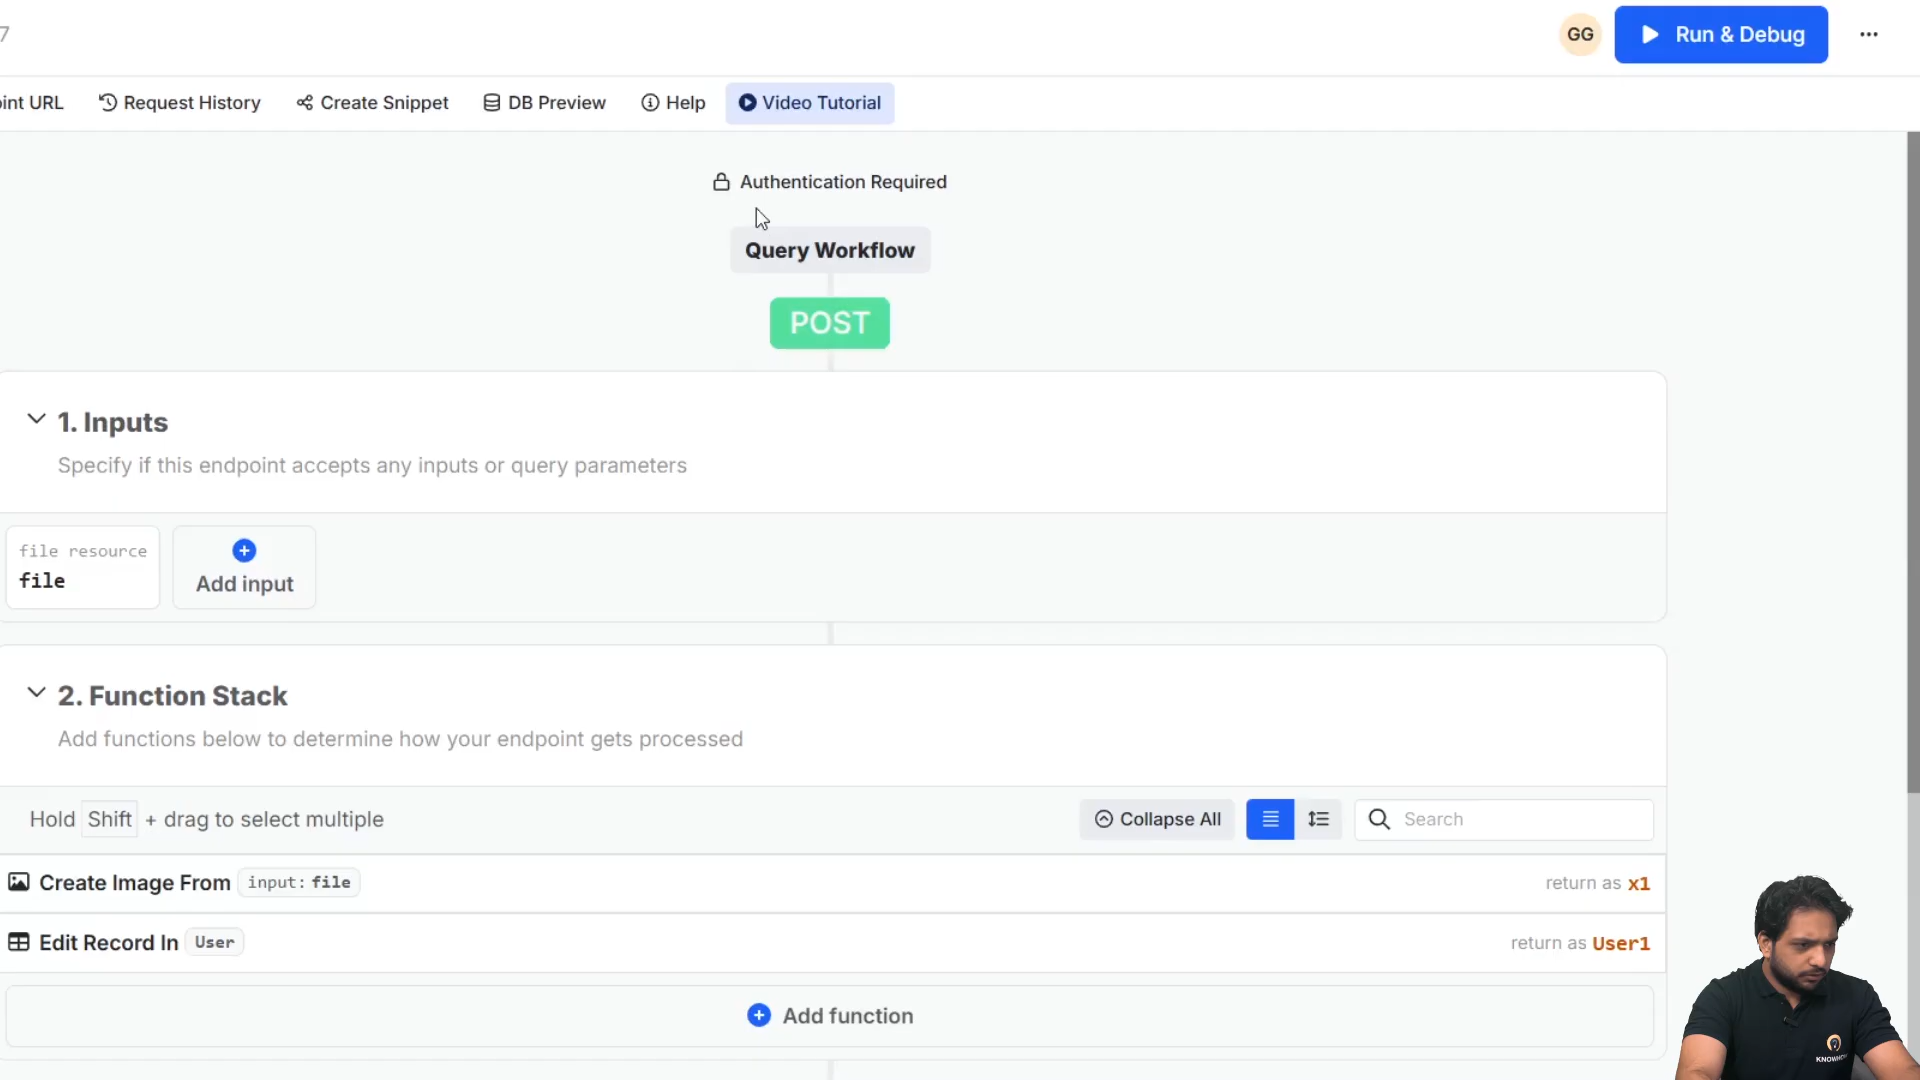 7
GG
Run & Debug
int URL
Request History
Create Snippet
DB Preview
Help
Video Tutorial
Authentication Required
Query Workflow
POST
1. Inputs
Specify if this endpoint accepts any inputs or query parameters
file resource
file
Add input
2. Function Stack
Add functions below to determine how your endpoint gets processed
Hold Shift + drag to select multiple
Collapse All
Search
Create Image From input: file
return as x1
Edit Record In User
return as User1
Add function